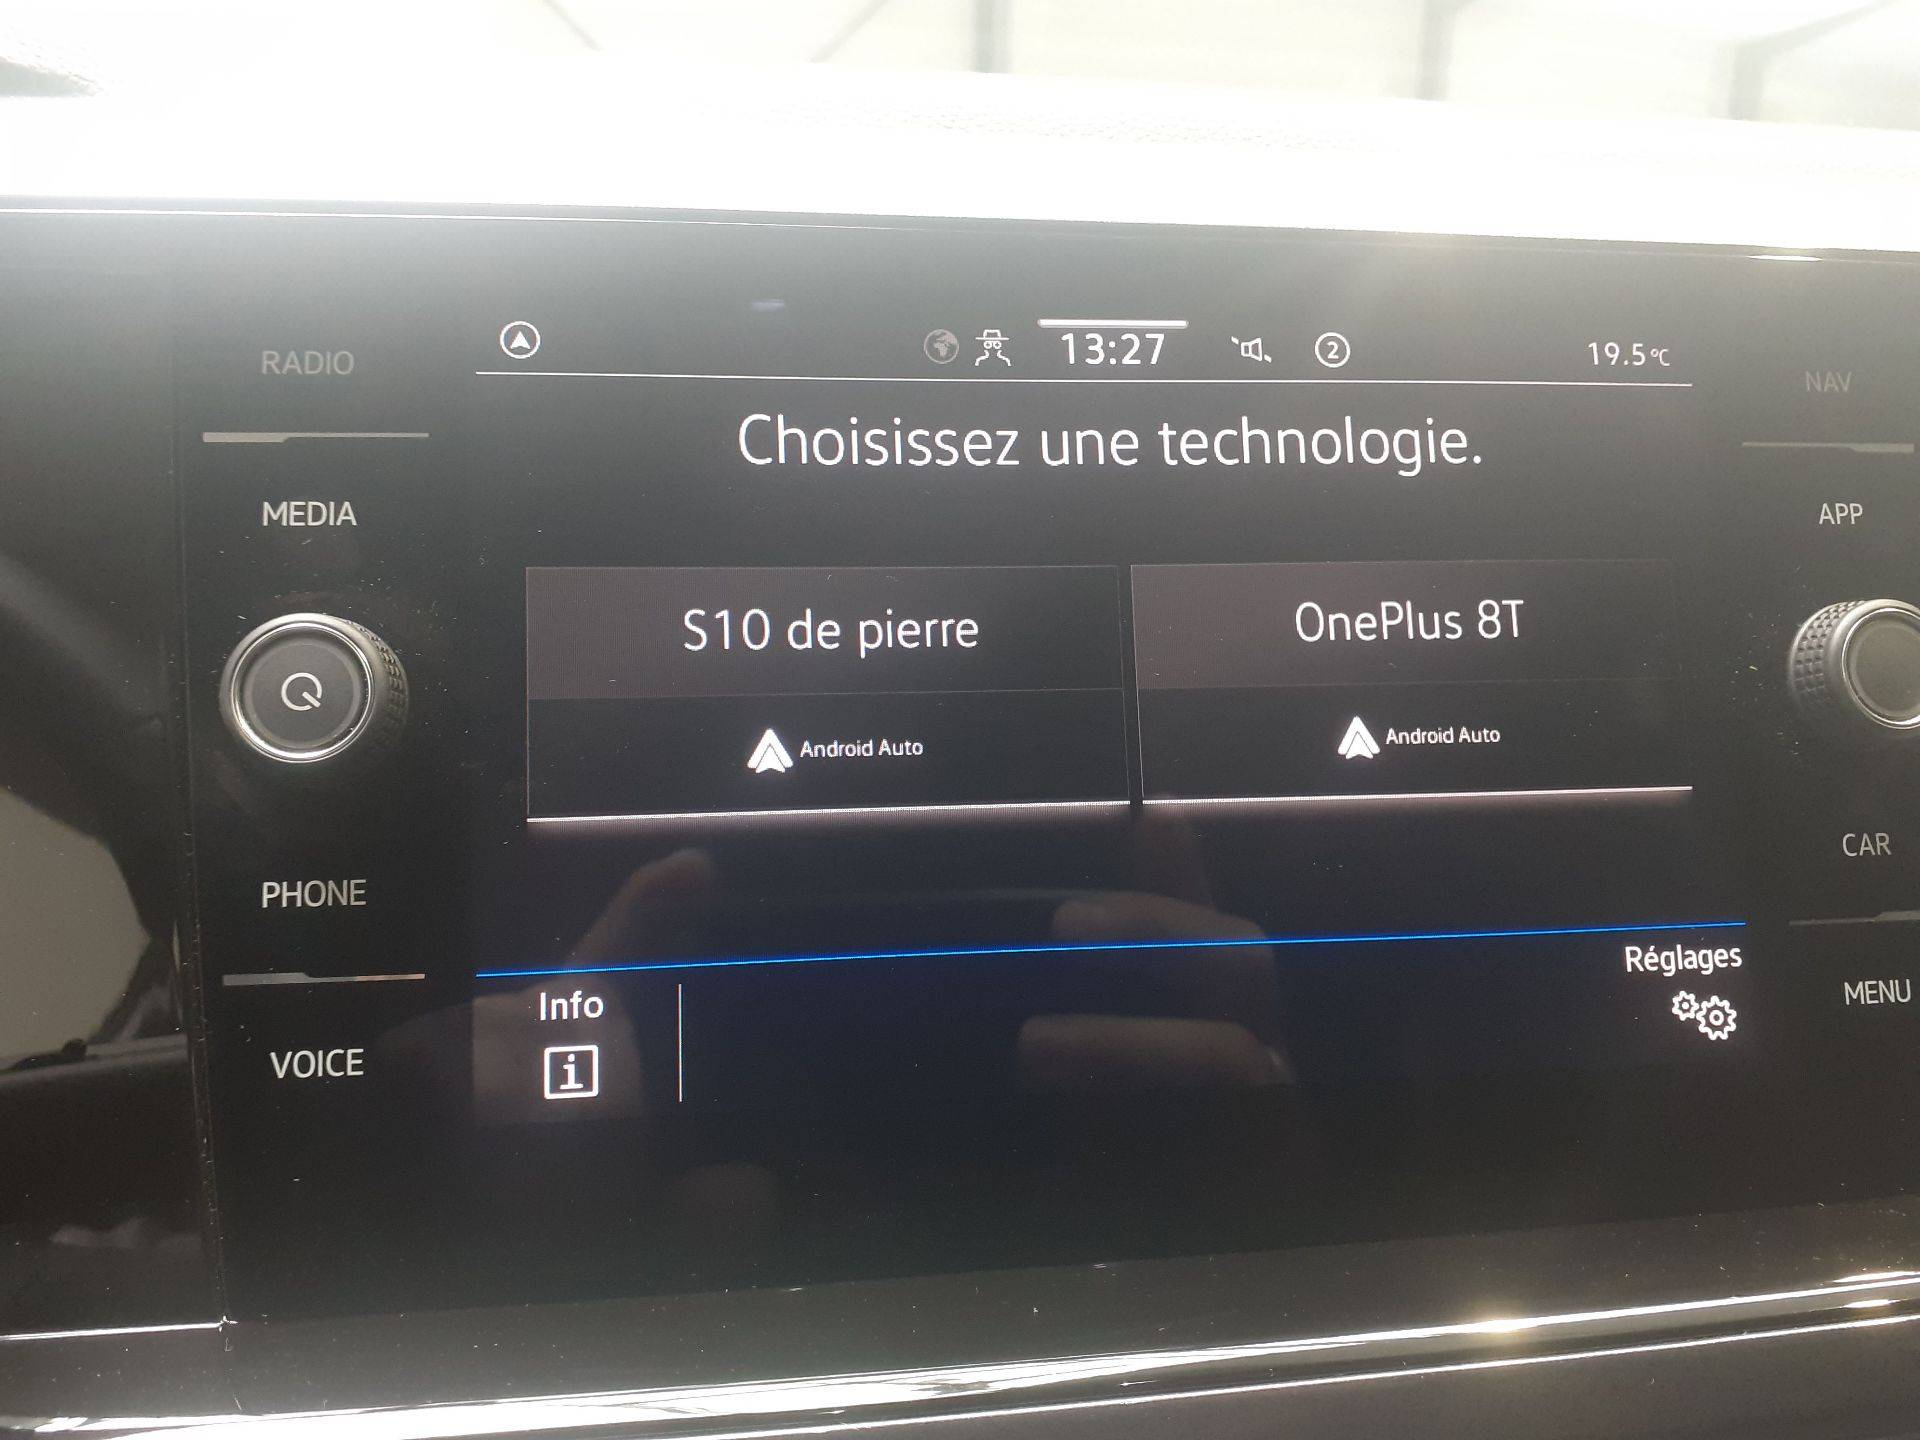 RADIO
MEDIA
PHONE
VOICE
13:27
2
19.5°C
Choisissez une technologie.
S10 de pierre
Android Auto
OnePlus 8T
Android Auto
Info
i
Réglages
NAV
APP
CAR
MENU